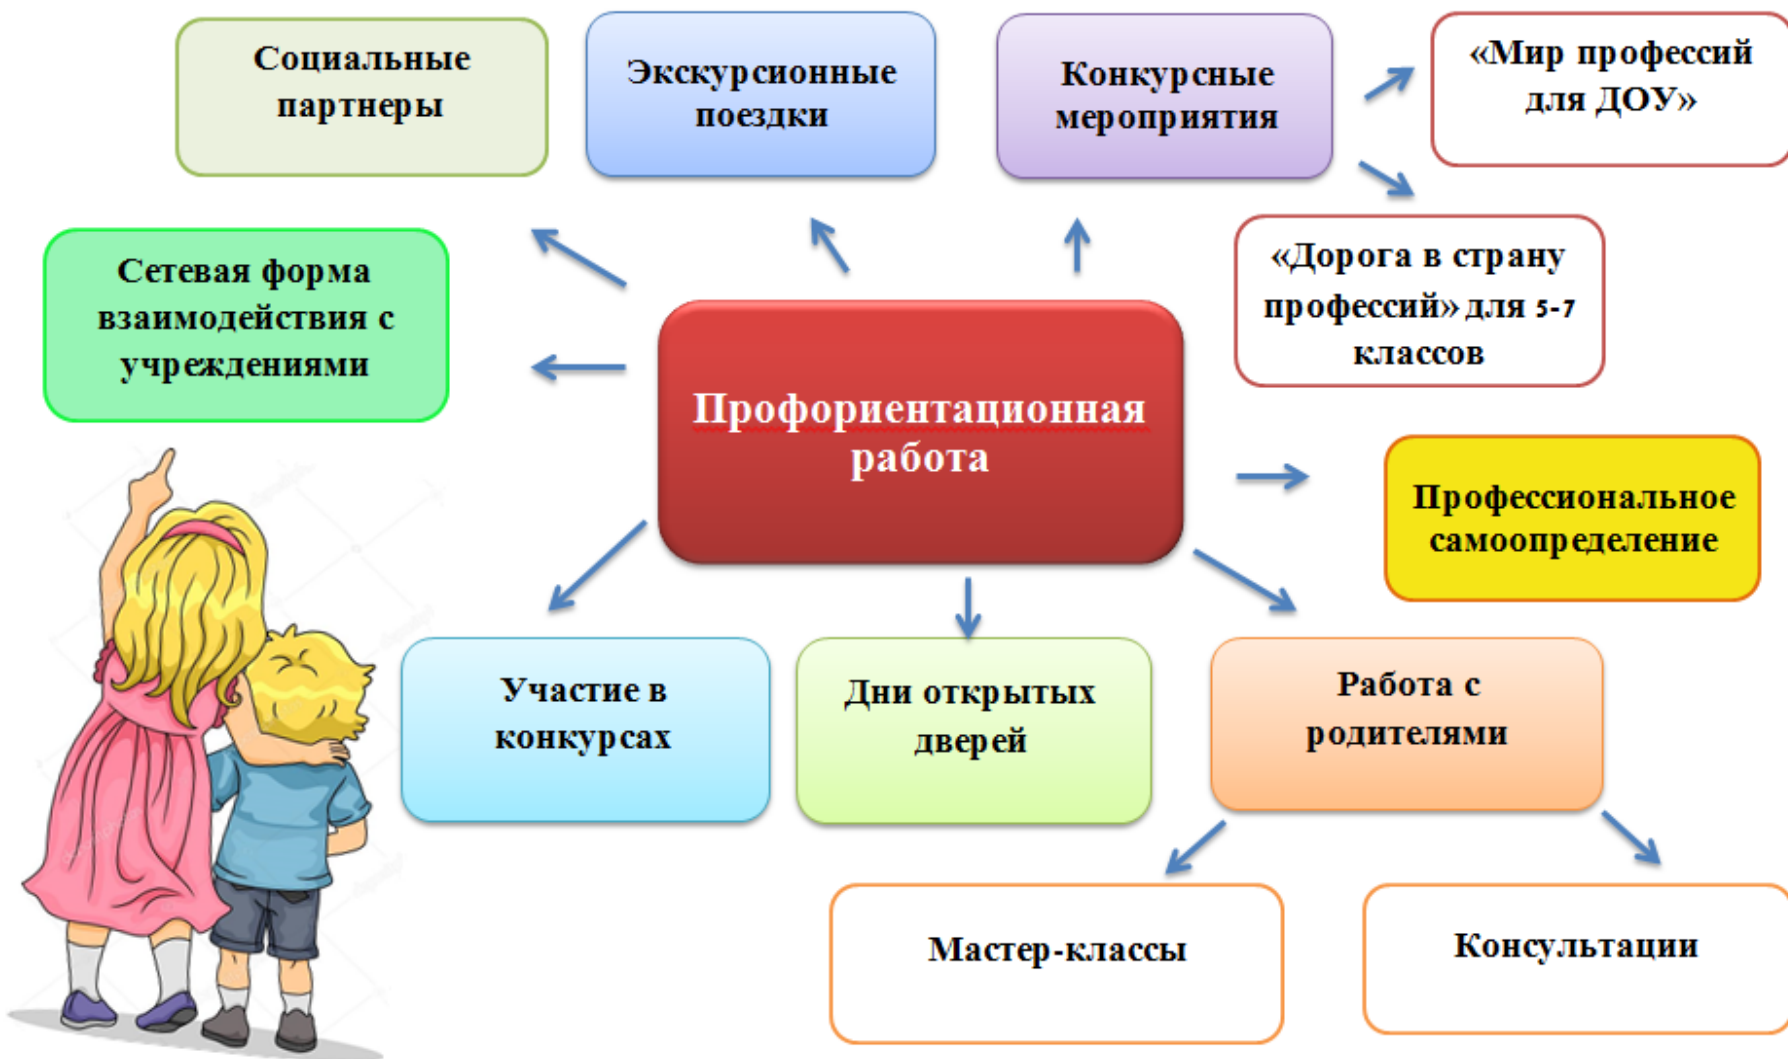 Социальные
партнеры
Экскурсионные
поездки
Конкурсные
мероприятия
«Мир профессий
для ДОУ»
Сетевая форма
взаимодействия с
учреждениями
«Дорога в страну
профессий» для 5-7
классов
Профориентационная
работа
Профессиональное
самоопределение
Участие в
конкурсах
Дни открытых
дверей
Работа с
родителями
Мастер-классы
Консультации